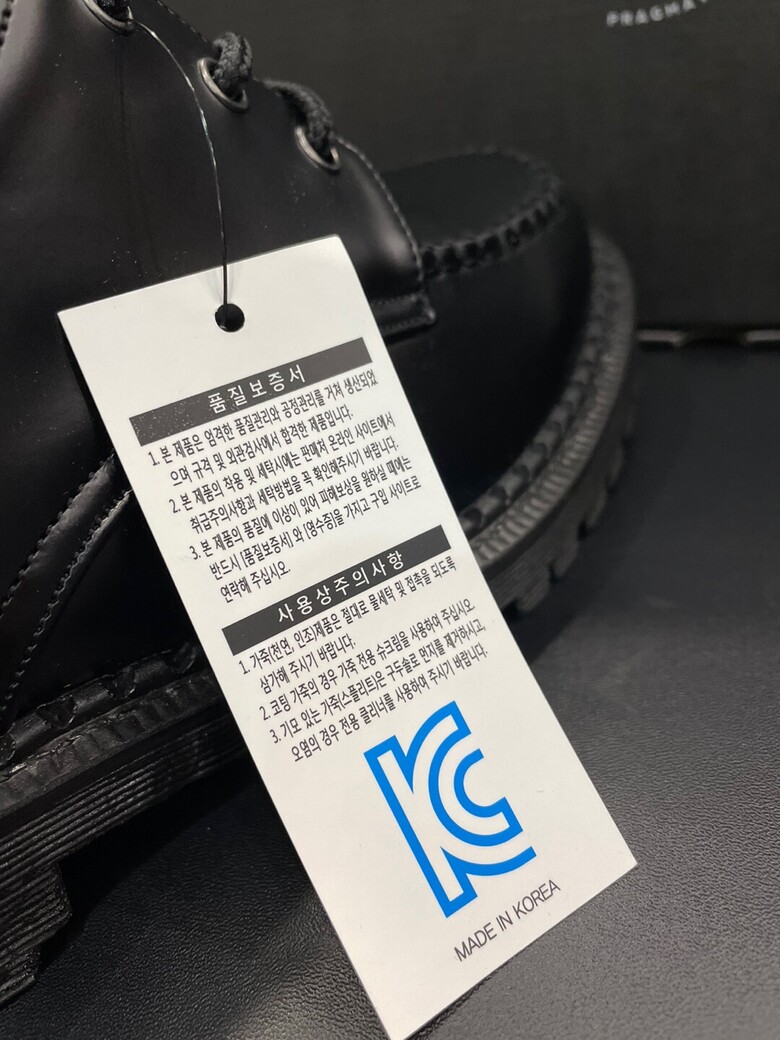 PRAGMA
품질보증서
1. 본 제품은 엄격한 품질관리와 공정관리를 거쳐 생산되었
으며 규격 및 외관검사에서 합격한 제품입니다.
2. 본 제품의 착용 및 세탁시에는 판매처 온라인 사이트에서
취급주의사항과 세탁방법을 꼭 확인해주시기 바랍니다.
3. 본 제품의 품질에 이상이 있어 피해보상을 원하실 때에는
반드시 [품질보증서] 와 [영수증]을 가지고 구입 사이트로
연락해 주십시오.
사용상주의사항
1. 가죽(천연, 인조)제품은 절대로 물세탁 및 접촉을 되도록
삼가해 주시기 바랍니다.
2. 코팅 가죽의 경우 가죽 전용 슈크림을 사용하여 주십시오
3. 기모 있는 가죽(스플리트)은 구두솔로 먼지를 제거하시고,
오염의 경우 전용 클리너를 사용하여 주시기 바랍니다.
KC
MADE IN KOREA